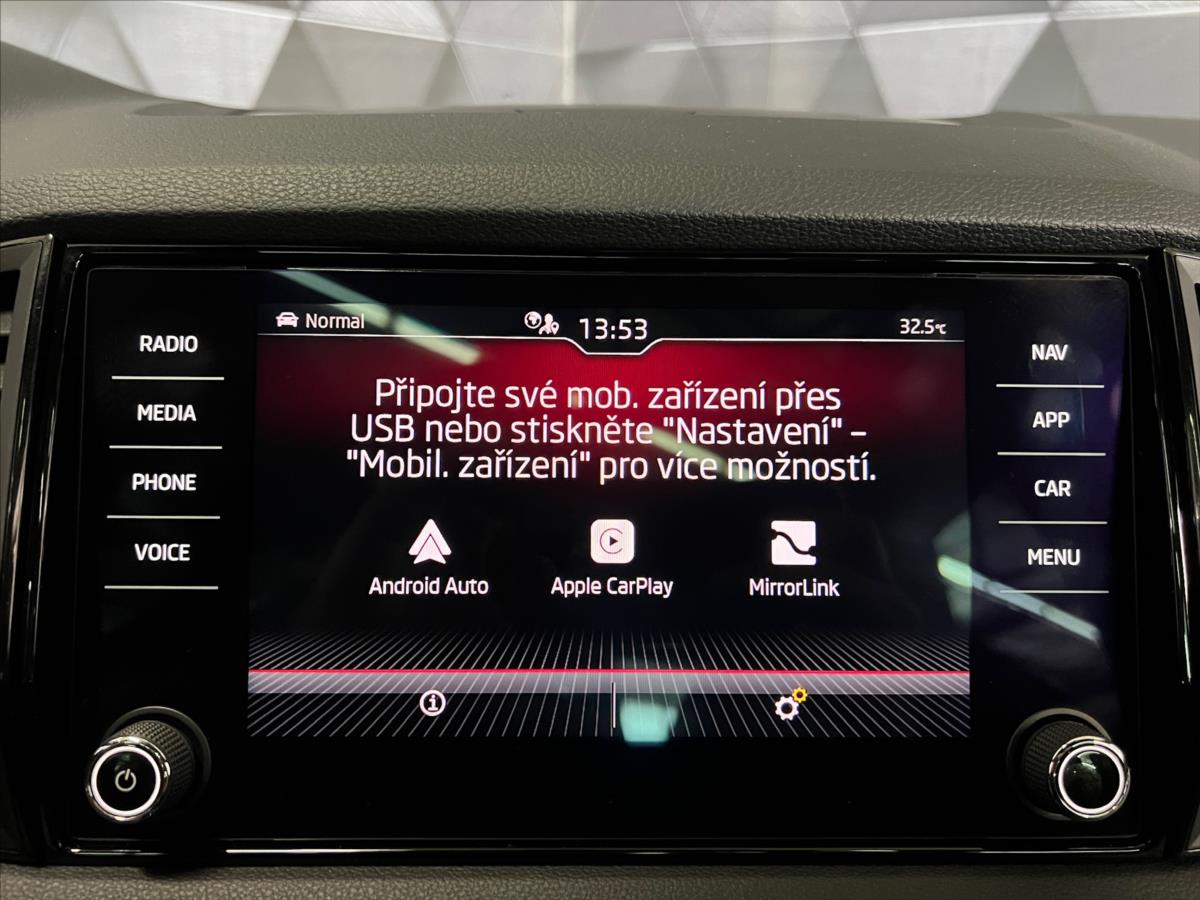 Normal
13:53
32.5°C
RADIO
MEDIA
PHONE
VOICE
Připojte své mob. zařízení přes
USB nebo stiskněte "Nastavení" –
"Mobil. zařízení" pro více možností.
Android Auto
Apple CarPlay
MirrorLink
NAV
APP
CAR
MENU